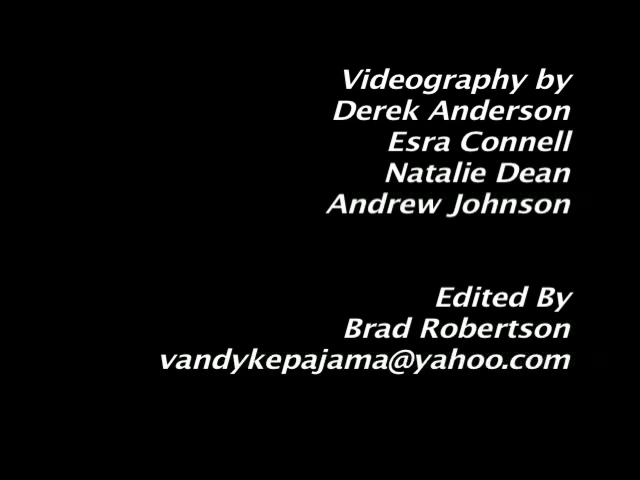 Videography by
Derek Anderson
Esra Connell
Natalie Dean
Andrew Johnson
Edited By
Brad Robertson
vandykepajama@yahoo.com